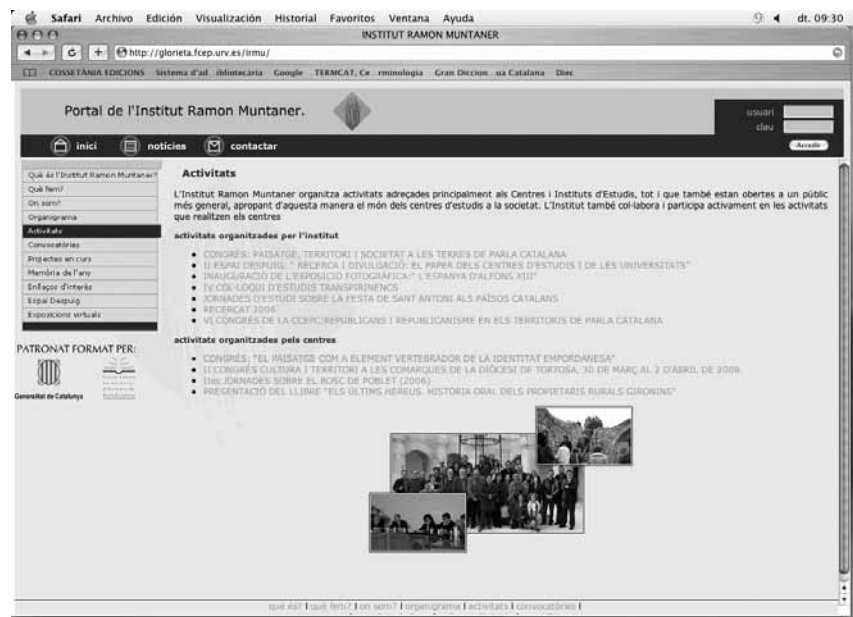 Safari Archivo Edición Visualización Historial Favoritos Ventana Ayuda dt. 09:30
INSTITUT RAMON MUNTANER
http://glorieta.fcep.urv.es/irmu/
COSSETÀNIA EDICIONS Sistema d'ad...ibliotecària Google TERMCAT, Ce...rminologia Gran Diccion...ua Catalana Diec
Portal de l'Institut Ramon Muntaner.
usuari
clau
inici notícies contactar Accedir
Què és l'Institut Ramon Muntaner?
Què fem?
On som?
Organigrama
Activitats
Convocatòries
Projectes en curs
Memòria de l'any
Enllaços d'interès
Espai Despuig
Exposicions virtuals
PATRONAT FORMAT PER:
Generalitat de Catalunya
Activitats
L'Institut Ramon Muntaner organitza activitats adreçades principalment als Centres i Instituts d'Estudis, tot i que també estan obertes a un públic
més general, apropant d'aquesta manera el món dels centres d'estudis a la societat. L'Institut també col·labora i participa activament en les activitats
que realitzen els centres
activitats organitzades per l'institut
CONGRÉS: PAISATGE, TERRITORI I SOCIETAT A LES TERRES DE PARLA CATALANA
II ESPAI DESPUIG: " RECERCA I DIVULGACIÓ: EL PAPER DELS CENTRES D'ESTUDIS I DE LES UNIVERSITATS"
INAUGURACIÓ DE L'EXPOSICIÓ FOTOGRÀFICA:" L'ESPANYA D'ALFONS XIII"
IV COL·LOQUI D'ESTUDIS TRANSPIRINENCS
JORNADES D'ESTUDI SOBRE LA FESTA DE SANT ANTONI ALS PAÏSOS CATALANS
RECERCAT 2006
VI CONGRÉS DE LA CCEPC:REPUBLICANS I REPUBLICANISME EN ELS TERRITORIS DE PARLA CATALANA
activitats organitzades pels centres
CONGRÉS: "EL PAISATGE COM A ELEMENT VERTEBRADOR DE LA IDENTITAT EMPORDANESA"
II CONGRÉS CULTURA I TERRITORI A LES COMARQUES DE LA DIÒCESI DE TORTOSA, 30 DE MARÇ AL 2 D'ABRIL DE 2006
IIes JORNADES SOBRE EL BOSC DE POBLET (2006)
PRESENTACIÓ DEL LLIBRE "ELS ÚLTIMS HEREUS. HISTÒRIA ORAL DELS PROPIETARIS RURALS GIRONINS"
què és? | què fem? | on som? | organigrama | activitats | convocatòries |